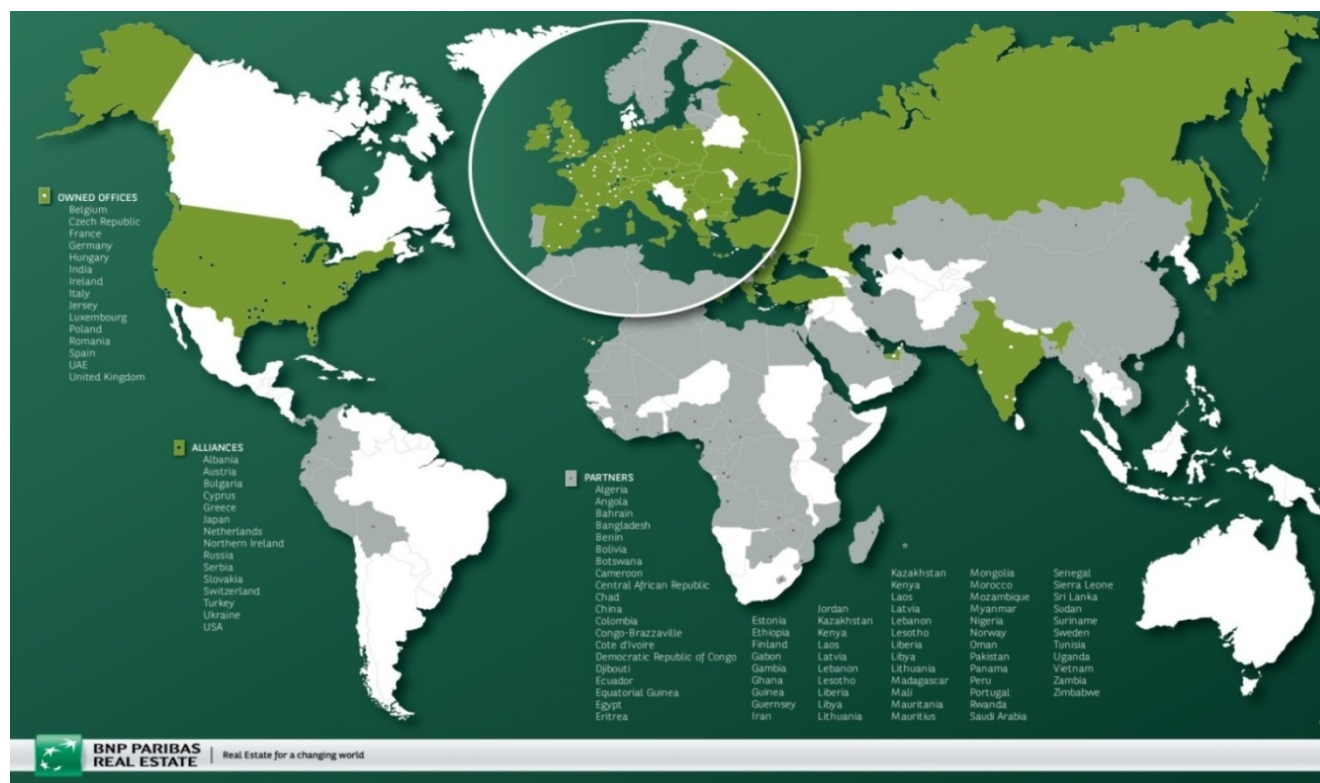 OWNED OFFICES
Belgium
Czech Republic
France
Germany
Hungary
India
Ireland
Italy
Jersey
Luxembourg
Poland
Romania
Spain
UAE
United Kingdom
ALLIANCES
Albania
Austria
Bulgaria
Cyprus
Greece
Japan
Netherlands
Northern Ireland
Russia
Serbia
Slovakia
Switzerland
Turkey
Ukraine
USA
PARTNERS
Algeria
Angola
Bahrain
Bangladesh
Benin
Bolivia
Botswana
Cameroon
Central African Republic
Chad
China
Colombia
Congo-Brazzaville
Cote d'Ivoire
Democratic Republic of Congo
Djibouti
Ecuador
Equatorial Guinea
Egypt
Eritrea
Estonia
Ethiopia
Finland
Gabon
Gambia
Ghana
Guinea
Guernsey
Iran
Jordan
Kazakhstan
Kenya
Laos
Latvia
Lebanon
Lesotho
Liberia
Libya
Lithuania
Kazakhstan
Kenya
Laos
Latvia
Lebanon
Lesotho
Liberia
Libya
Lithuania
Madagascar
Mali
Mauritania
Mauritius
Mongolia
Morocco
Mozambique
Myanmar
Nigeria
Norway
Oman
Pakistan
Panama
Peru
Portugal
Rwanda
Saudi Arabia
Senegal
Sierra Leone
Sri Lanka
Sudan
Suriname
Sweden
Tunisia
Uganda
Vietnam
Zambia
Zimbabwe
BNP PARIBAS
REAL ESTATE
Real Estate for a changing world